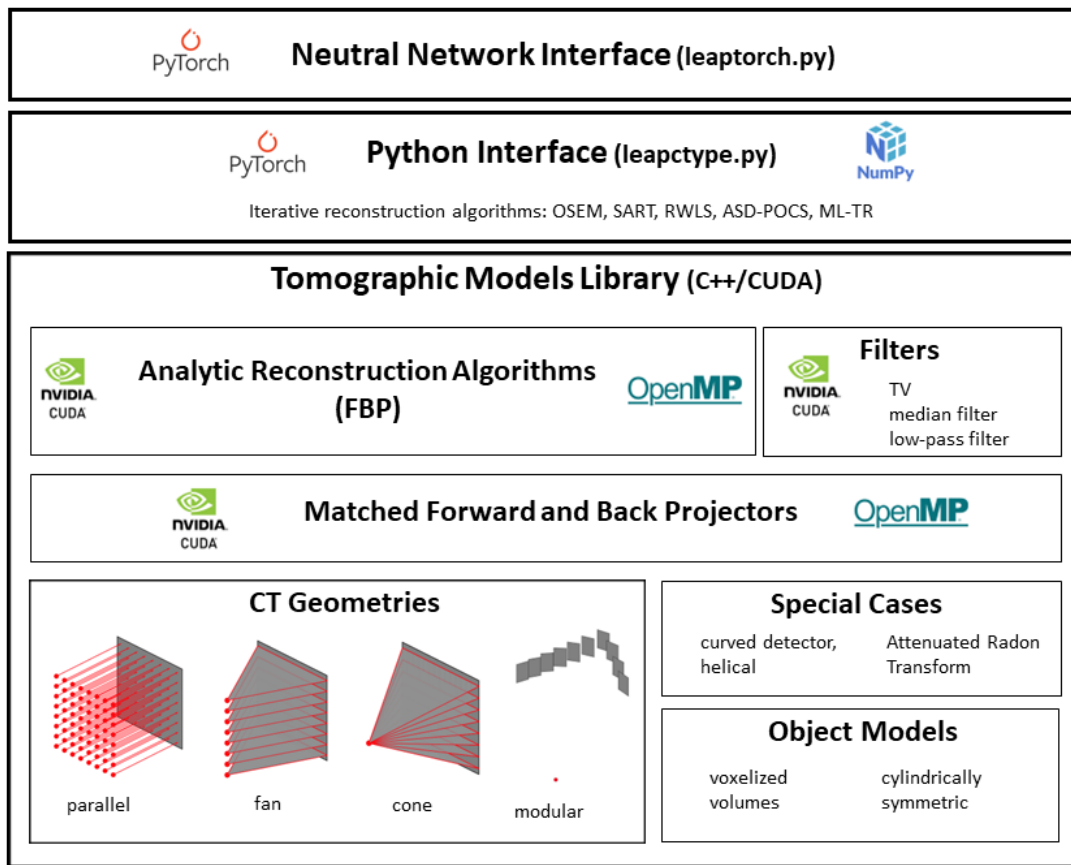 PyTorch
Neutral Network Interface (leaptorch.py)
PyTorch
Python Interface (leapctype.py)
NumPy
Iterative reconstruction algorithms: OSEM, SART, RWLS, ASD-POCS, ML-TR
Tomographic Models Library (C++/CUDA)
NVIDIA.
CUDA
Analytic Reconstruction Algorithms
(FBP)
OpenMP
NVIDIA.
CUDA
Filters
TV
median filter
low-pass filter
NVIDIA.
CUDA
Matched Forward and Back Projectors
OpenMP
CT Geometries
parallel
fan
cone
modular
Special Cases
curved detector,
helical
Attenuated Radon
Transform
Object Models
voxelized
volumes
cylindrically
symmetric